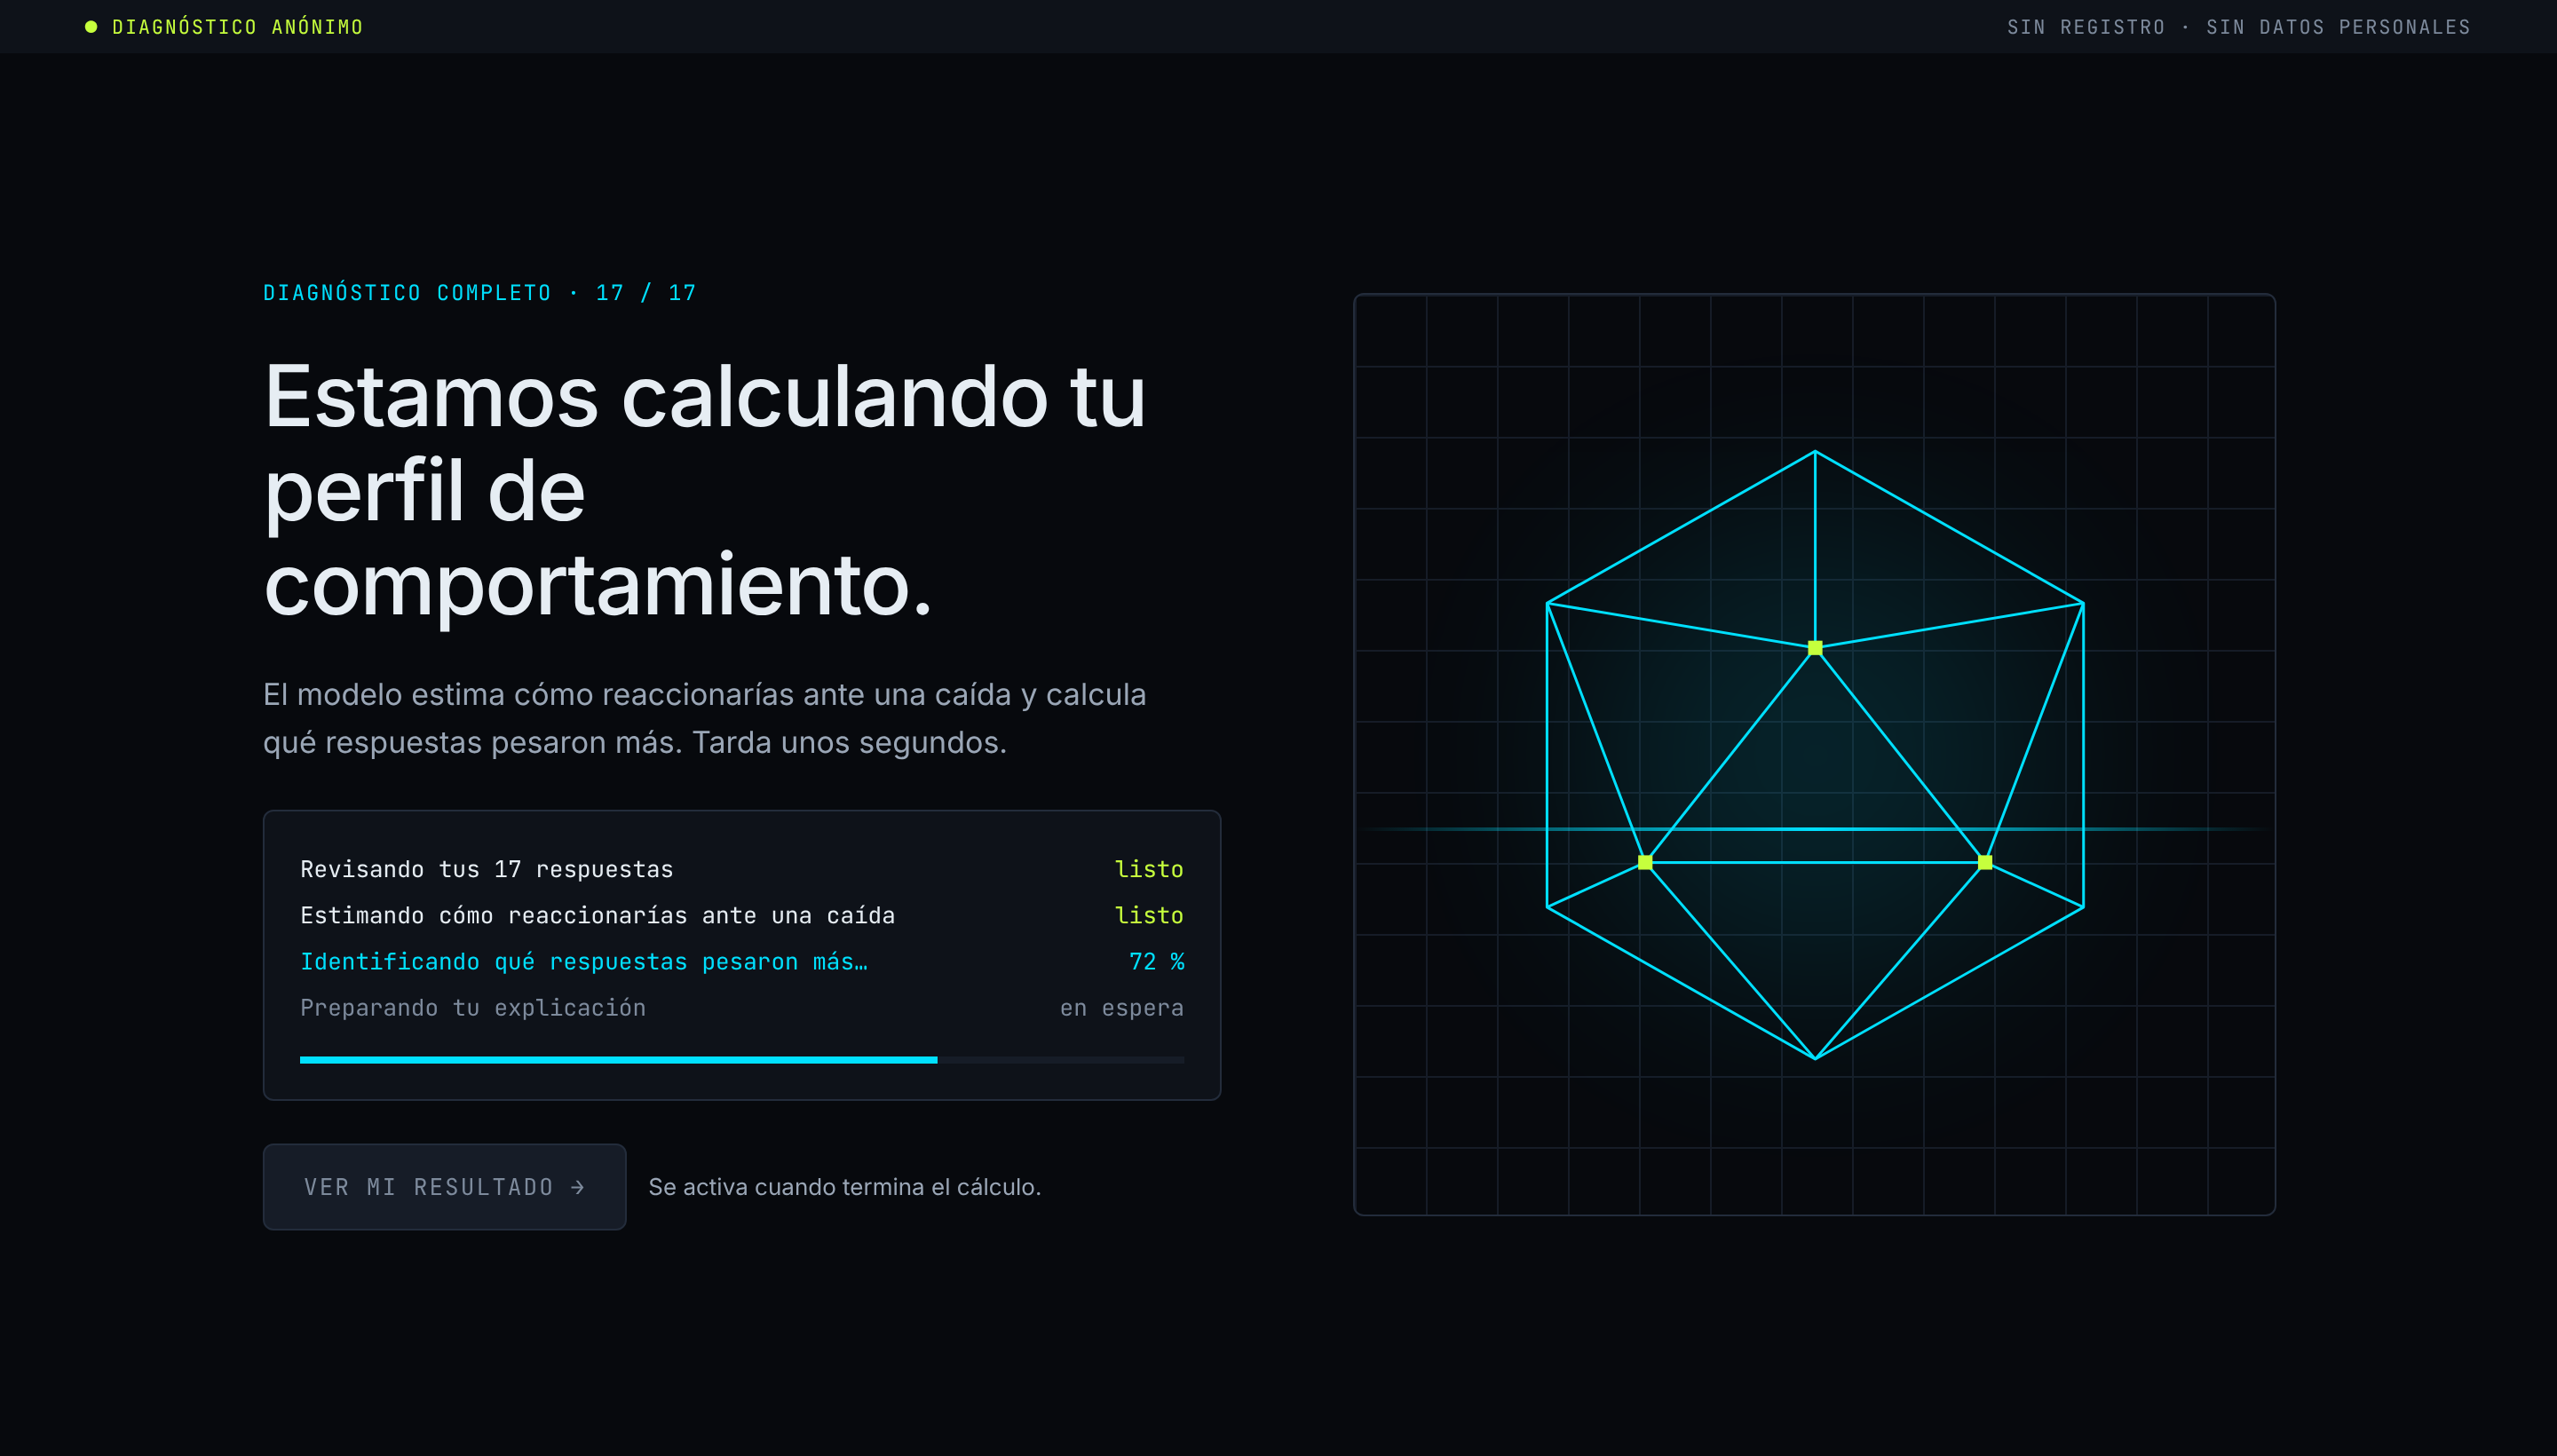 DIAGNÓSTICO ANÓNIMO
SIN REGISTRO · SIN DATOS PERSONALES
DIAGNÓSTICO COMPLETO · 17 / 17
Estamos calculando tu
perfil de
comportamiento.
El modelo estima cómo reaccionarías ante una caída y calcula
qué respuestas pesaron más. Tarda unos segundos.
Revisando tus 17 respuestas listo
Estimando cómo reaccionarías ante una caída listo
Identificando qué respuestas pesaron más… 72 %
Preparando tu explicación en espera
VER MI RESULTADO →
Se activa cuando termina el cálculo.